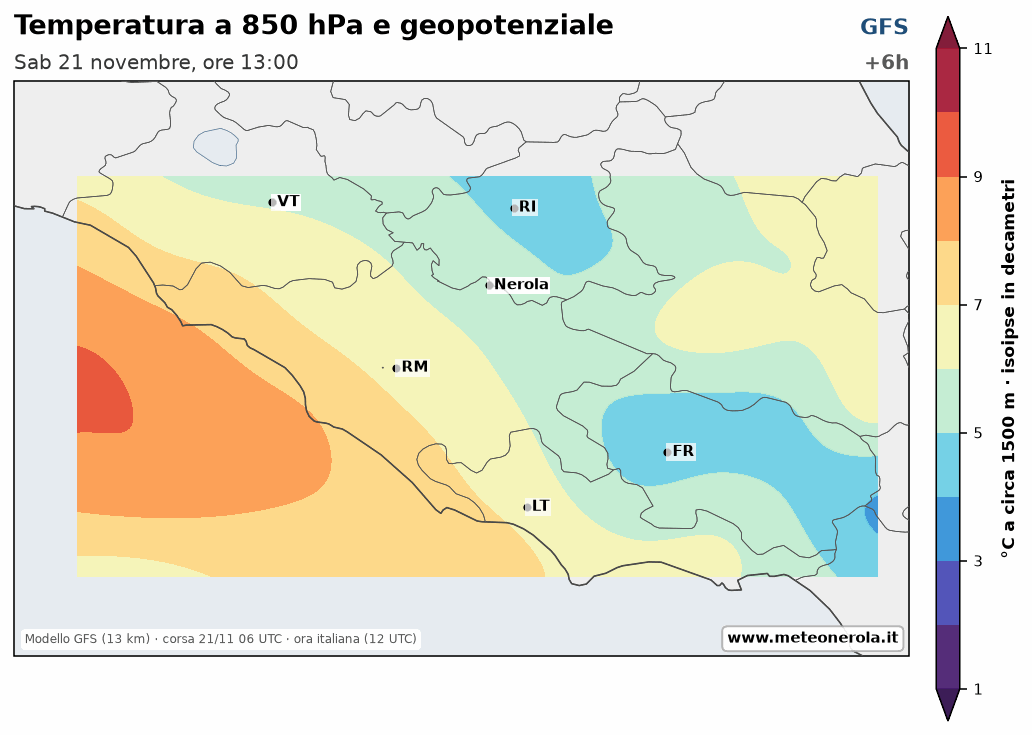 Temperatura a 850 hPa e geopotenziale
GFS
Sab 21 novembre, ore 13:00
+6h
11
9
7
5
3
1
°C a circa 1500 m · isoipse in decametri
VT
RI
Nerola
RM
FR
LT
Modello GFS (13 km) · corsa 21/11 06 UTC · ora italiana (12 UTC)
www.meteonerola.it